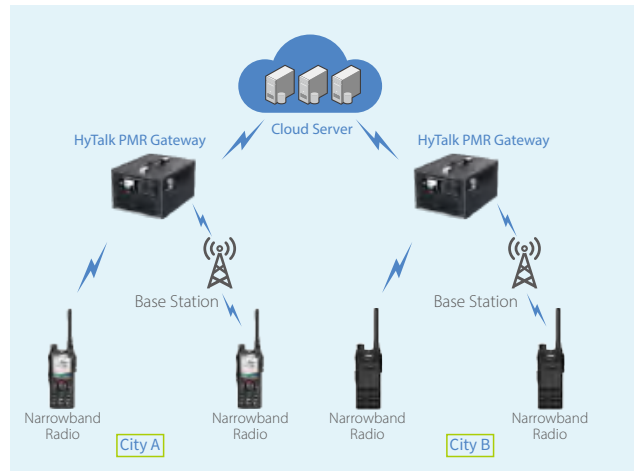 Cloud Server
HyTalk PMR Gateway
HyTalk PMR Gateway
Base Station
Base Station
Narrowband
Radio
Narrowband
Radio
Narrowband
Radio
Narrowband
Radio
City A
City B